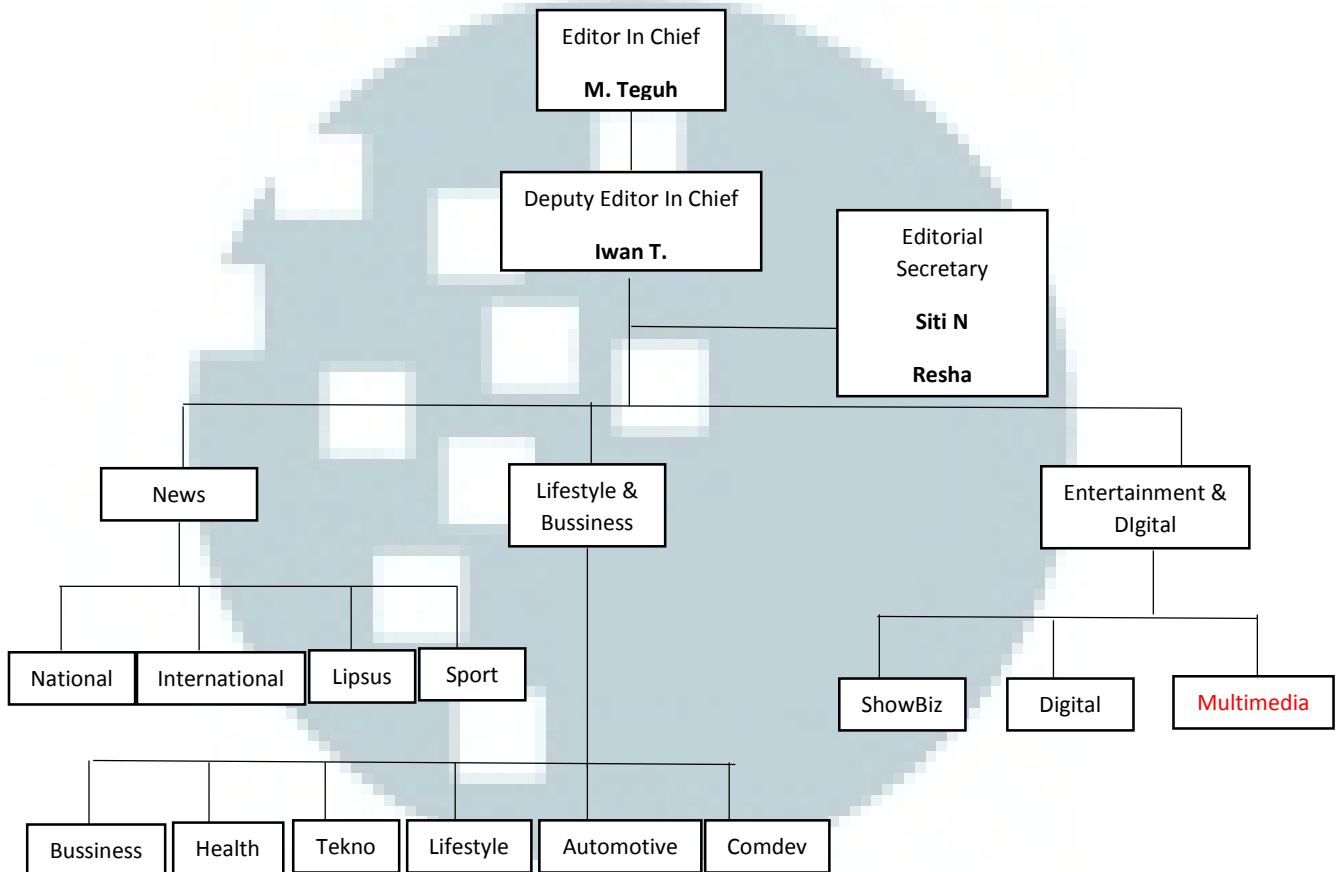 Editor In Chief
M. Teguh
Deputy Editor In Chief
Iwan T.
Editorial
Secretary
Siti N
Resha
News
Lifestyle &
Bussiness
Entertainment &
DIgital
National
International
Lipsus
Sport
ShowBiz
Digital
Multimedia
Bussiness
Health
Tekno
Lifestyle
Automotive
Comdev